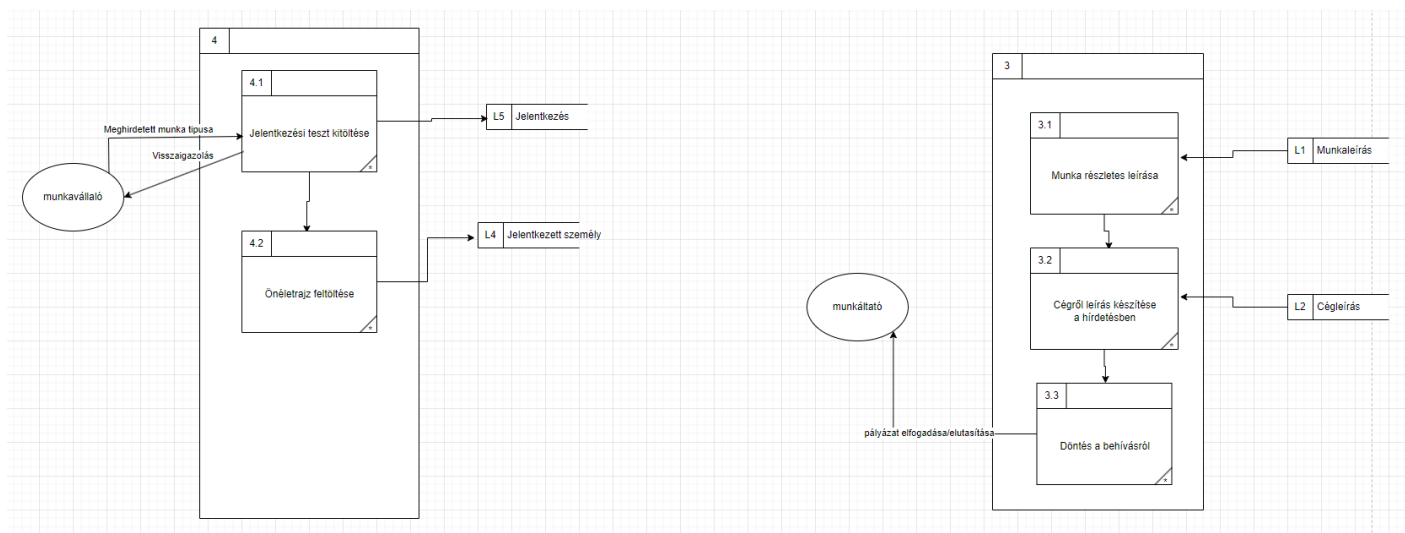 4
4.1
Jelentkezési teszt kitöltése
*
Meghirdetett munka tipusa
Visszaigazolás
munkavállaló
L5 Jelentkezés
4.2
Önéletrajz feltöltése
*
L4 Jelentkezett személy
3
3.1
Munka részletes leírása
*
L1 Munkaleírás
3.2
Cégről leírás készítése
a hírdetésben
*
L2 Cégleírás
munkáltató
3.3
Döntés a behívásról
*
pályázat elfogadása/elutasítása